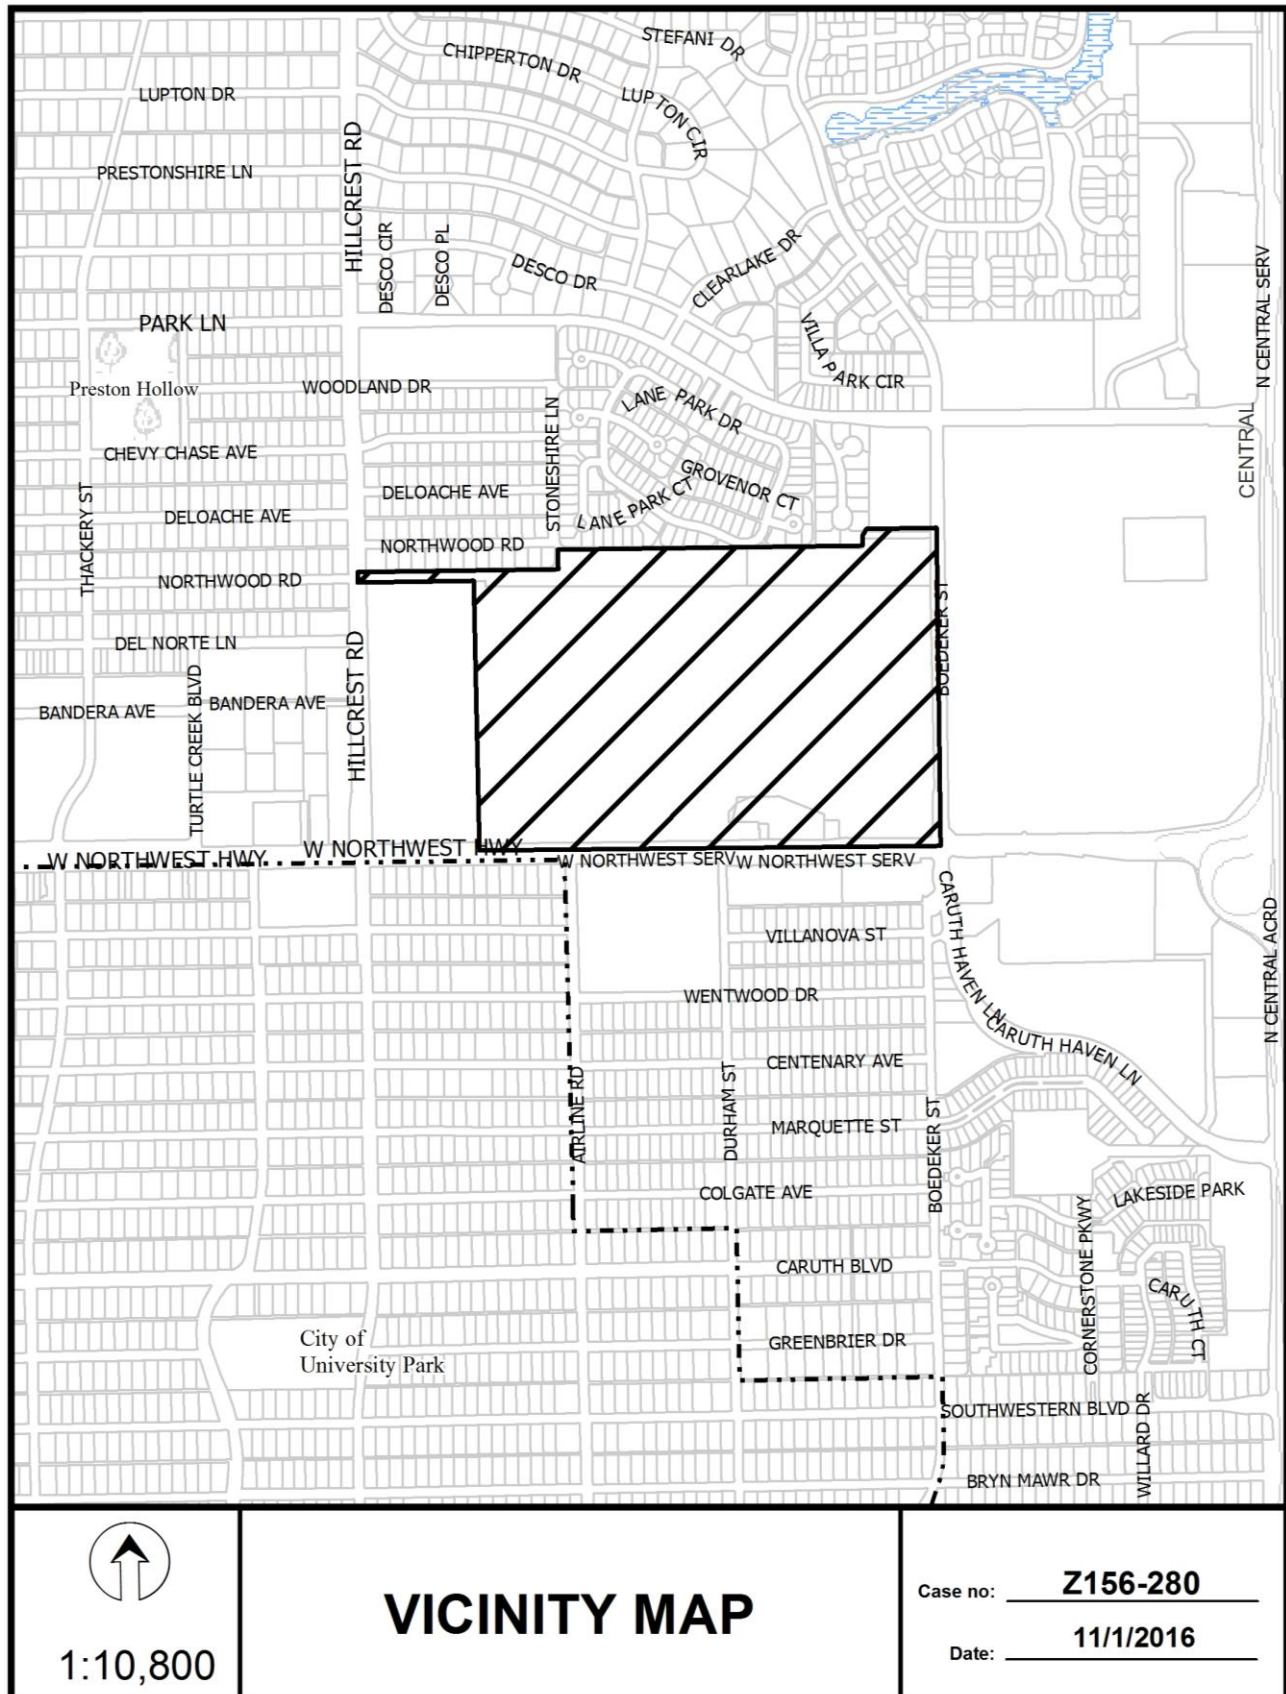 STEFANI DR
CHIPPERTON DR
LUPTON DR
LUPTON CIR
HILLCREST RD
PRESTONSHIRE LN
DESCO CIR
DESCO PL
DESCO DR
CLEARLAKE DR
N CENTRAL SERV
PARK LN
VILLA PARK CIR
Preston Hollow
WOODLAND DR
LANE PARK DR
STONESHIRE LN
CENTRAL
CHEVY CHASE AVE
GROVENOR CT
DELOACHE AVE
LANE PARK CT
THACKERY ST
DELOACHE AVE
NORTHWOOD RD
NORTHWOOD RD
BOEDEKER ST
DEL NORTE LN
HILLCREST RD
TURTLE CREEK BLVD
BANDERA AVE
BANDERA AVE
W NORTHWEST HWY
W NORTHWEST HWY
W NORTHWEST SERV
W NORTHWEST SERV
CARUTH HAVEN LN
VILLANOVA ST
N CENTRAL ACRD
WENTWOOD DR
CARUTH HAVEN LN
CENTENARY AVE
AIRLINE RD
DURHAM ST
MARQUETTE ST
BOEDEKER ST
COLGATE AVE
LAKESIDE PARK
CORNERSTONE PKWY
CARUTH BLVD
CARUTH CT
GREENBRIER DR
City of
University Park
SOUTHWESTERN BLVD
WILLARD DR
BRYN MAWR DR
1:10,800
VICINITY MAP
Case no: Z156-280
Date: 11/1/2016